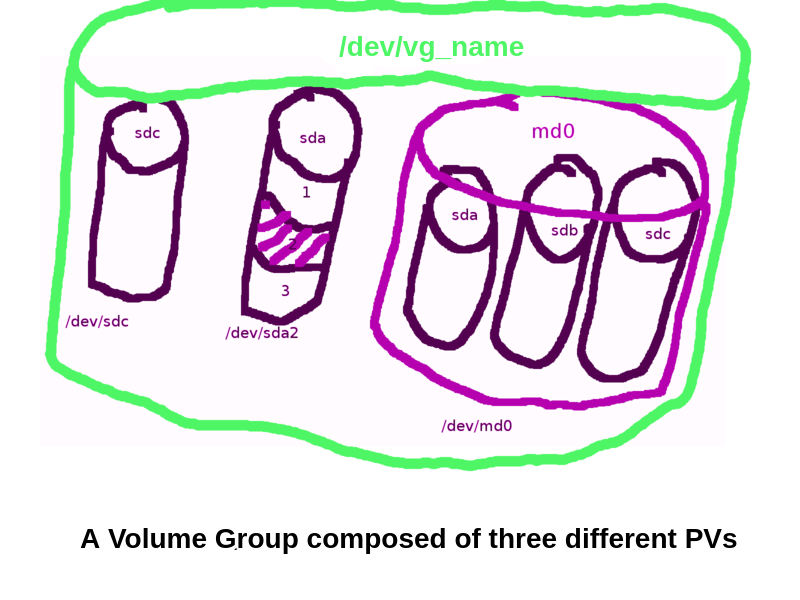 /dev/vg_name
sdc
sda
1
2
3
md0
sda
sdb
sdc
/dev/sdc
/dev/sda2
/dev/md0
A Volume Group composed of three different PVs